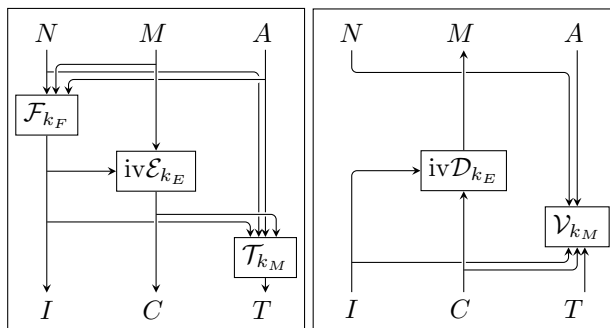 N M A N M A
𝓕_{k_F}
iv𝓔_{k_E} iv𝓓_{k_E}
𝓥_{k_M}
𝓣_{k_M}
I C T I C T